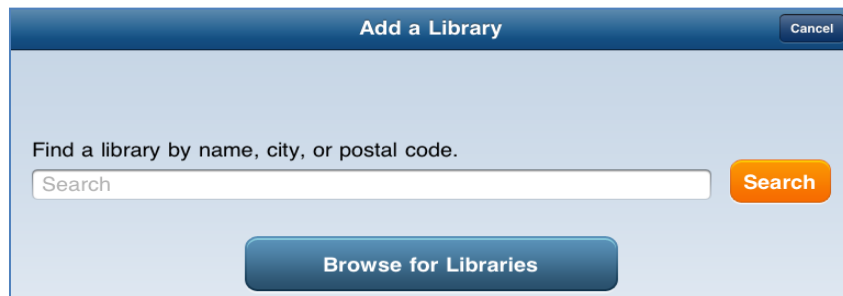 Add a Library
Cancel
Find a library by name, city, or postal code.
Search
Search
Browse for Libraries